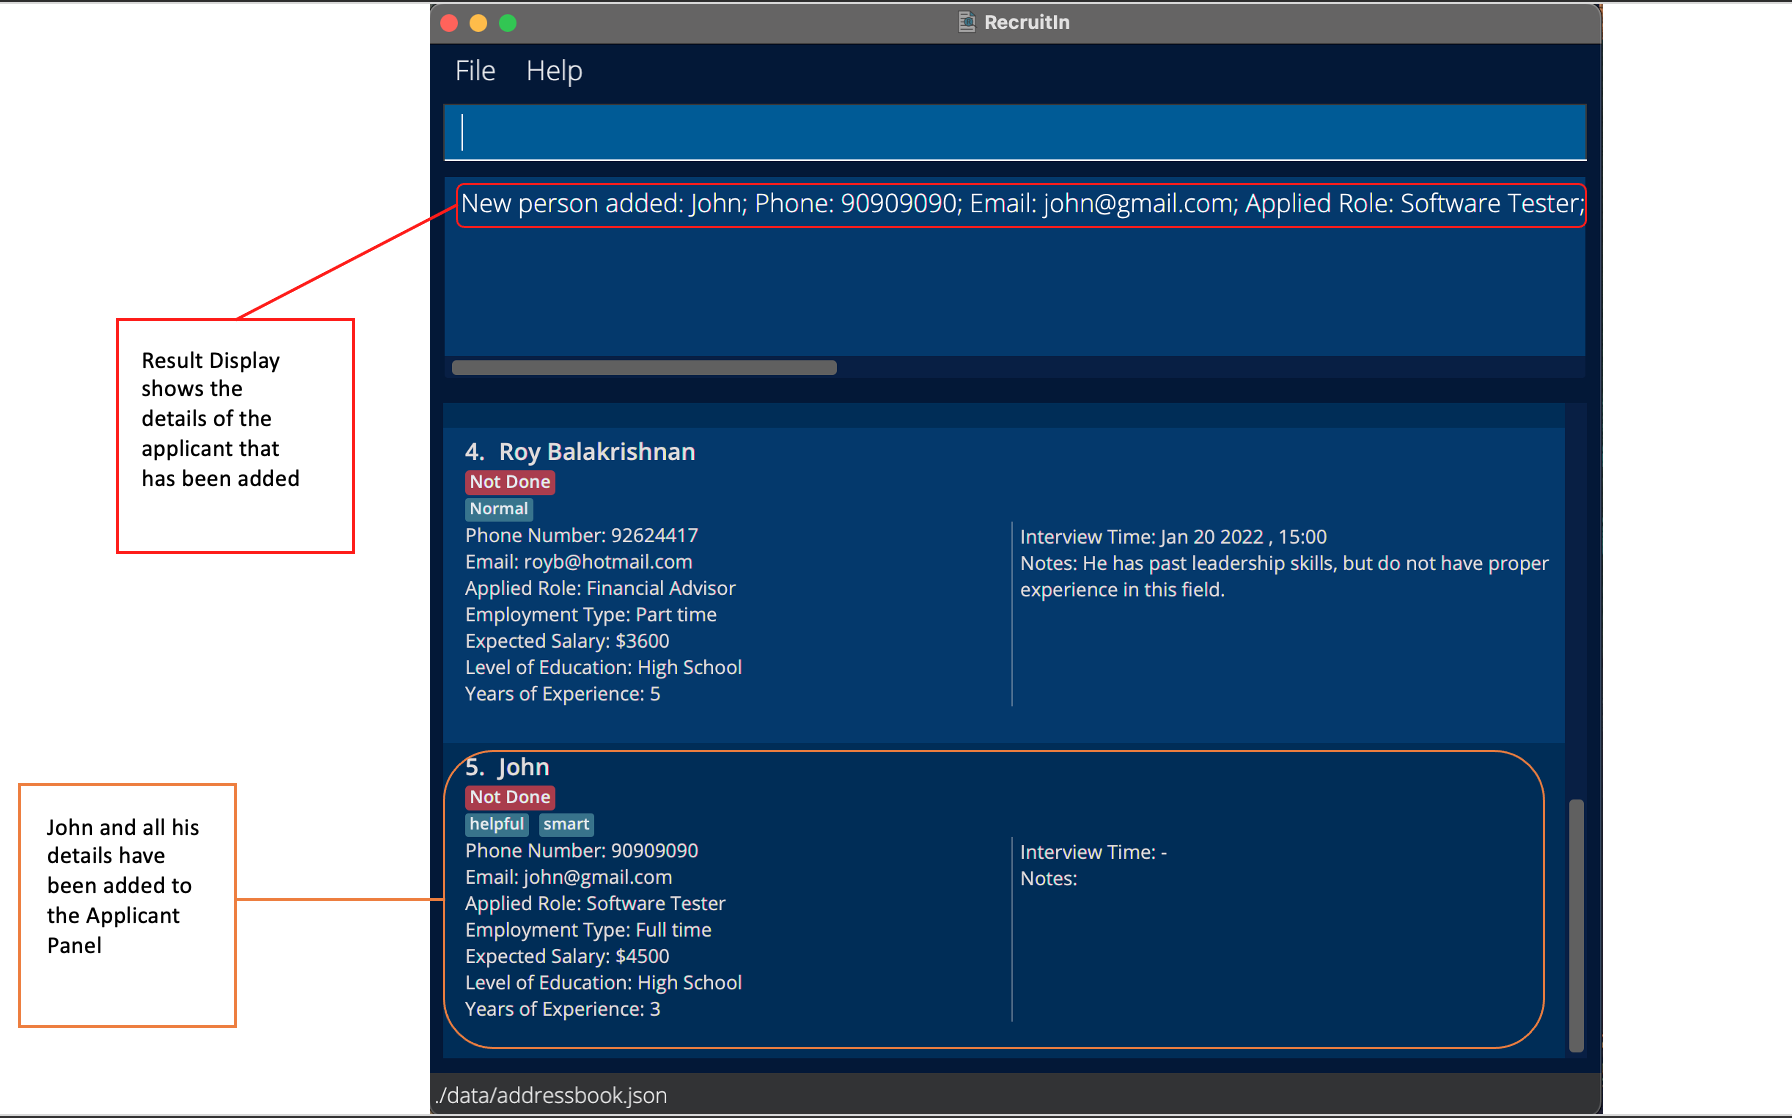 RecruitIn
File Help
New person added: John; Phone: 90909090; Email: john@gmail.com; Applied Role: Software Tester;
Result Display
shows the
details of the
applicant that
has been added
4. Roy Balakrishnan
Not Done
Normal
Phone Number: 92624417
Email: royb@hotmail.com
Applied Role: Financial Advisor
Employment Type: Part time
Expected Salary: $3600
Level of Education: High School
Years of Experience: 5
Interview Time: Jan 20 2022 , 15:00
Notes: He has past leadership skills, but do not have proper
experience in this field.
5. John
Not Done
helpful smart
Phone Number: 90909090
Email: john@gmail.com
Applied Role: Software Tester
Employment Type: Full time
Expected Salary: $4500
Level of Education: High School
Years of Experience: 3
Interview Time: -
Notes:
John and all his
details have
been added to
the Applicant
Panel
./data/addressbook.json